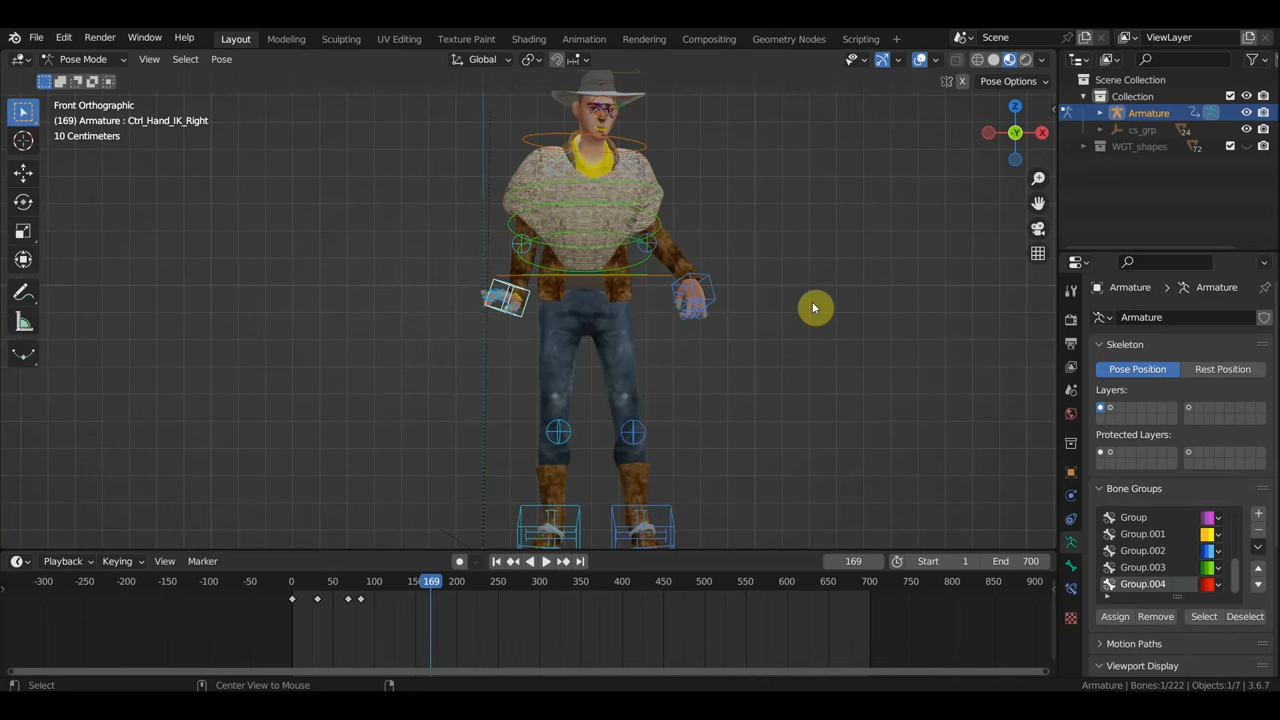 File Edit Render Window Help Layout Modeling Sculpting UV Editing Texture Paint Shading Animation Rendering Compositing Geometry Nodes Scripting + Scene ViewLayer
Pose Mode View Select Pose Global
X Pose Options
Front Orthographic
(169) Armature : Ctrl_Hand_IK_Right
10 Centimeters
Z
-Y X
Scene Collection
Collection
Armature
cs_grp 24
WGT_shapes 72
Armature Armature
Armature
Skeleton
Pose Position Rest Position
Layers:
Protected Layers:
Bone Groups
Group
Group.001
Group.002
Group.003
Group.004
Assign Remove Select Deselect
Motion Paths
Viewport Display
Playback Keying View Marker 169 Start 1 End 700
-300 -250 -200 -150 -100 -50 0 50 100 15 169 200 250 300 350 400 450 500 550 600 650 700 750 800 850 900
Select Center View to Mouse Armature | Bones:1/222 | Objects:1/7 | 3.6.7